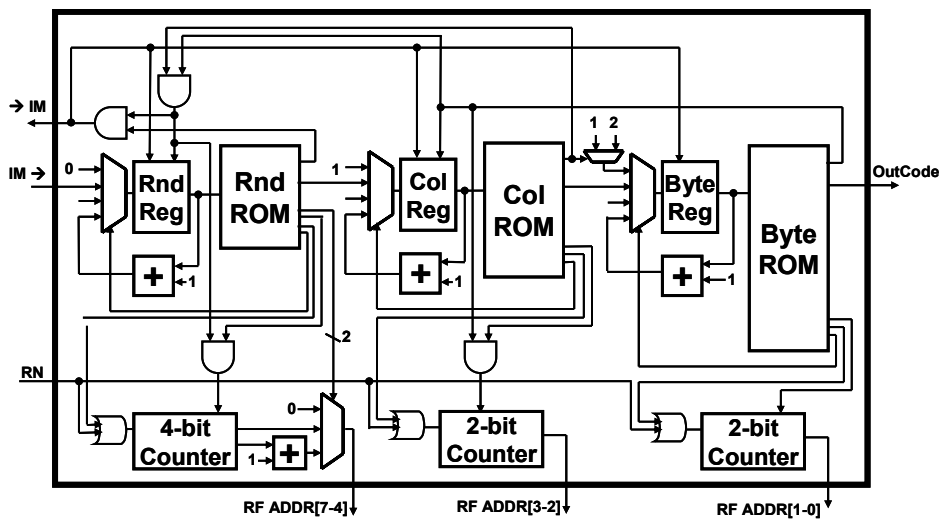 → IM
IM →
0
Rnd
Reg
Rnd
ROM
+
1
1
Col
Reg
Col
ROM
+
1
1 2
Byte
Reg
Byte
ROM
+
1
OutCode
2
RN
0
4-bit
Counter
1
+
2-bit
Counter
2-bit
Counter
RF ADDR[7-4]
RF ADDR[3-2]
RF ADDR[1-0]